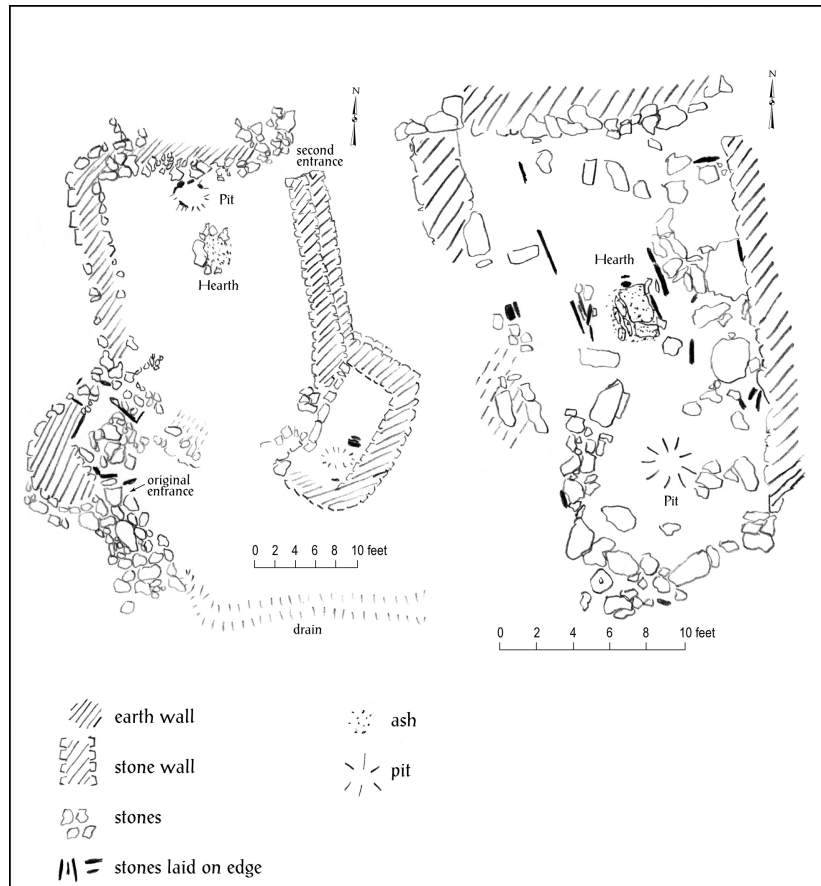 N
second
entrance
Pit
Hearth
original
entrance
0 2 4 6 8 10 feet
drain
N
Hearth
Pit
0 2 4 6 8 10 feet
earth wall
stone wall
stones
stones laid on edge
ash
pit